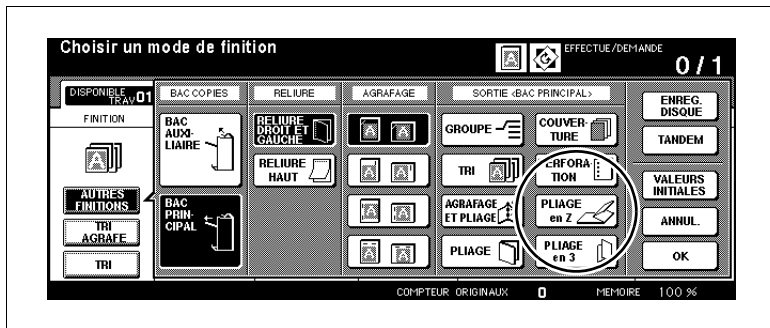 Choisir un mode de finition
EFFECTUE/DEMANDE
0 / 1
DISPONIBLE
TRAV 01
FINITION
AUTRES
FINITIONS
TRI
AGRAFE
TRI
BAC COPIES
BAC
AUXI-
LIAIRE
BAC
PRIN-
CIPAL
RELIURE
RELIURE
DROIT ET
GAUCHE
RELIURE
HAUT
AGRAFAGE
SORTIE <BAC PRINCIPAL>
GROUPE
COUVER-
TURE
TRI
PERFORA-
TION
AGRAFAGE
ET PLIAGE
PLIAGE
en Z
PLIAGE
PLIAGE
en 3
ENREG.
DISQUE
TANDEM
VALEURS
INITIALES
ANNUL.
OK
COMPTEUR ORIGINAUX 0 MEMOIRE 100 %